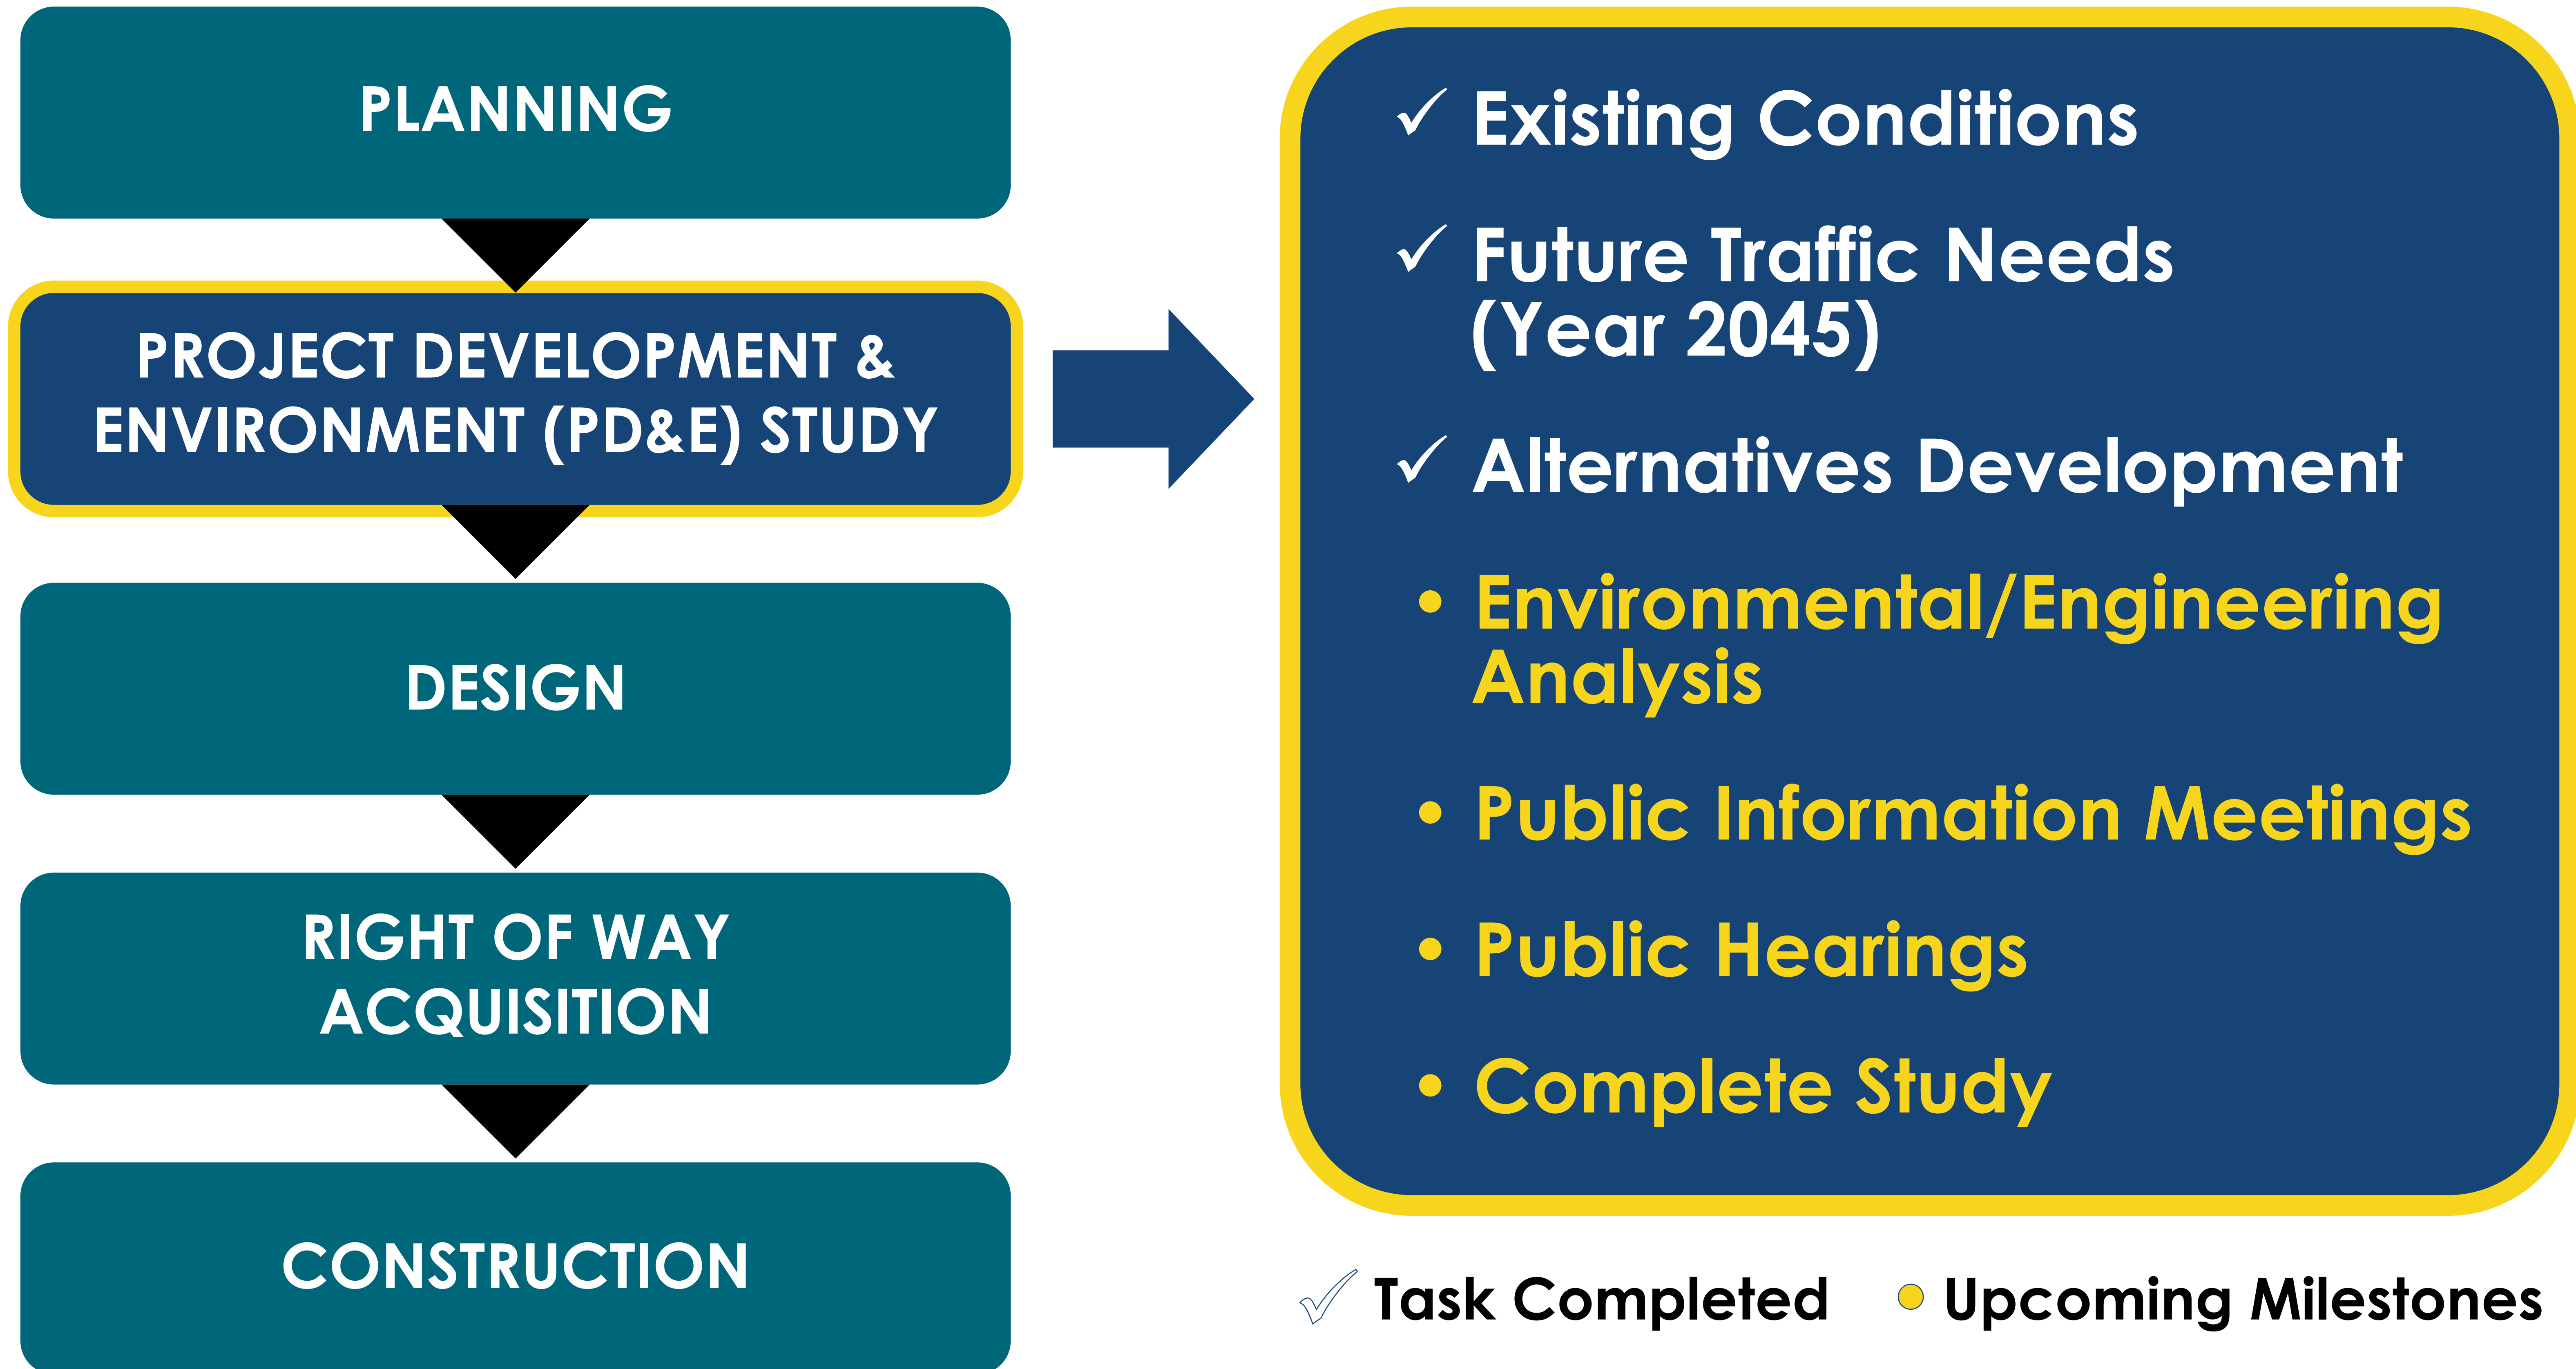 PLANNING
PROJECT DEVELOPMENT &
ENVIRONMENT (PD&E) STUDY
DESIGN
RIGHT OF WAY
ACQUISITION
CONSTRUCTION
✓ Existing Conditions
✓ Future Traffic Needs
(Year 2045)
✓ Alternatives Development
• Environmental/Engineering
Analysis
• Public Information Meetings
• Public Hearings
• Complete Study
✓ Task Completed
• Upcoming Milestones